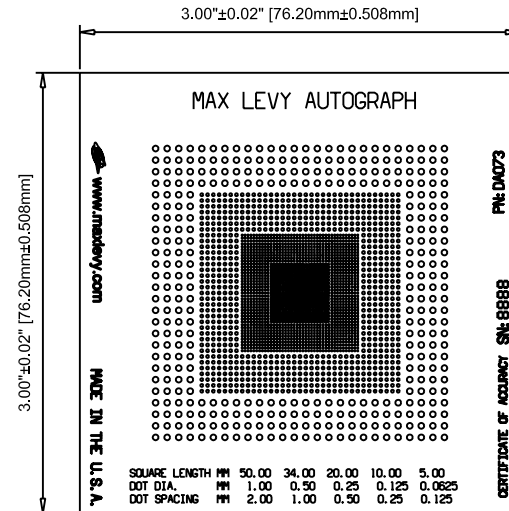 3.00"±0.02" [76.20mm±0.508mm]
3.00"±0.02" [76.20mm±0.508mm]
MAX LEVY AUTOGRAPH
www.maxlevy.com
MADE IN THE U.S.A.
PN: DA073
SN: 8888
CERTIFICATE OF ACCURACY
SQUARE LENGTH MM 50.00 34.00 20.00 10.00 5.00
DOT DIA. MM 1.00 0.50 0.25 0.125 0.0625
DOT SPACING MM 2.00 1.00 0.50 0.25 0.125